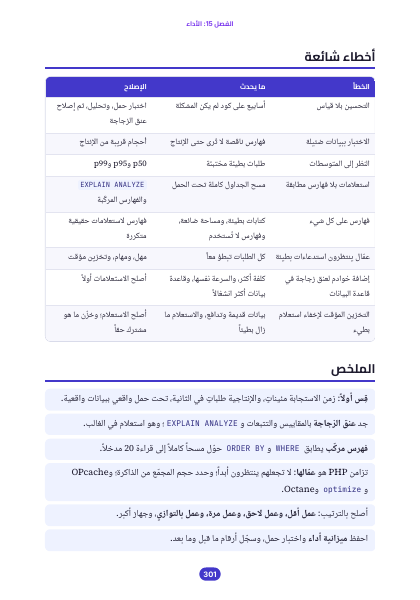 الفصل 15: الأداء
أخطاء شائعة
الخطأ ما يحدث الإصلاح
التحسين بلا قياس أسابيع على كود لم يكن المشكلة اختبار حمل، وتحليل، ثم إصلاح
عنق الزجاجة
الاختبار ببيانات ضئيلة فهارس ناقصة لا تُرى حتى الإنتاج أحجام قريبة من الإنتاج
النظر إلى المتوسطات طلبات بطيئة مختبئة p50 وp95 وp99
استعلامات بلا فهارس مطابقة مسح الجداول كاملة تحت الحمل EXPLAIN ANALYZE
والفهارس المركّبة
فهارس على كل شيء كتابات بطيئة، ومساحة ضائعة، فهارس لاستعلامات حقيقية
وفهارس لا تُستخدم متكررة
عمّال ينتظرون استدعاءات بطيئة كل الطلبات تبطؤ معاً مهل، ومهام، وتخزين مؤقت
إضافة خوادم لعنق زجاجة في كلفة أكثر، والسرعة نفسها، وقاعدة أصلح الاستعلامات أولاً
قاعدة البيانات بيانات أكثر انشغالاً
التخزين المؤقت لإخفاء استعلام بيانات قديمة وتدافع، والاستعلام ما أصلح الاستعلام؛ وخزّن ما هو
بطيء زال بطيئاً مشترك حقاً
الملخص
قِس أولاً: زمن الاستجابة مئينيّاتٍ، والإنتاجية طلباتٍ في الثانية، تحت حمل واقعي ببيانات واقعية.
جد عنق الزجاجة بالمقاييس والتتبعات و EXPLAIN ANALYZE ؛ وهو استعلام في الغالب.
فهرس مركّب يطابق WHERE و ORDER BY حوّل مسحاً كاملاً إلى قراءة 20 مدخلاً.
تزامن PHP هو عمّالها: لا تجعلهم ينتظرون أبداً؛ وحدد حجم المجمّع من الذاكرة؛ وOPcache
و optimize وOctane.
أصلح بالترتيب: عمل أقل، وعمل لاحق، وعمل مرة، وعمل بالتوازي، وجهاز أكبر.
احفظ ميزانية أداء واختبار حمل، وسجّل أرقام ما قبل وما بعد.
301